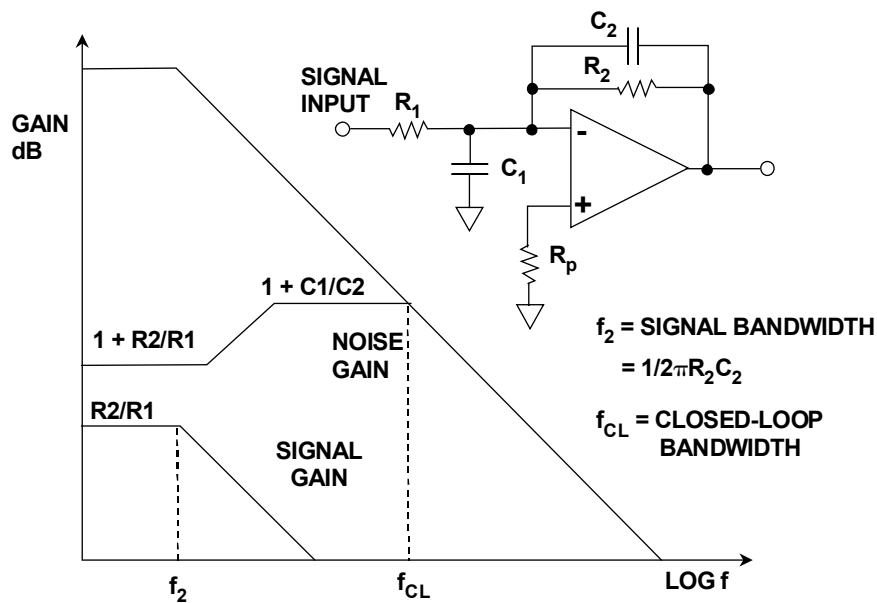 GAIN
dB
SIGNAL
INPUT
R1
C1
C2
R2
-
+
Rp
1 + C1/C2
1 + R2/R1
NOISE
GAIN
R2/R1
SIGNAL
GAIN
f2 = SIGNAL BANDWIDTH
= 1/2πR2C2
fCL = CLOSED-LOOP
BANDWIDTH
f2
fCL
LOG f